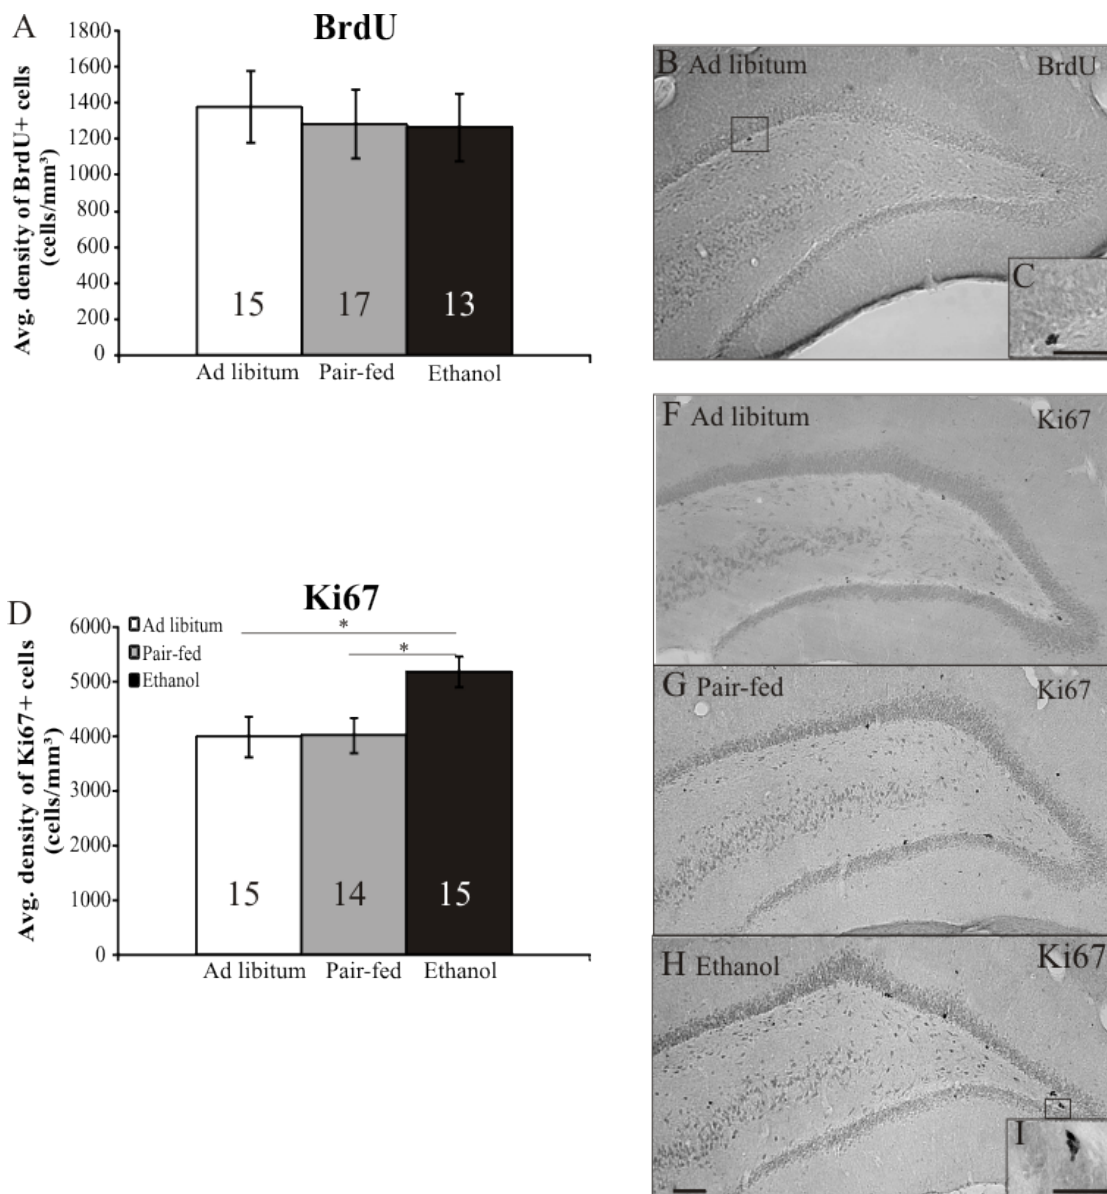 A
BrdU
Avg. density of BrdU+ cells
(cells/mm³)
1800
1600
1400
1200
1000
800
600
400
200
0
15
17
13
Ad libitum
Pair-fed
Ethanol
B Ad libitum
BrdU
C
D
Ki67
Avg. density of Ki67+ cells
(cells/mm³)
6000
5000
4000
3000
2000
1000
0
Ad libitum
Pair-fed
Ethanol
*
*
15
14
15
Ad libitum
Pair-fed
Ethanol
F Ad libitum
Ki67
G Pair-fed
Ki67
H Ethanol
Ki67
I